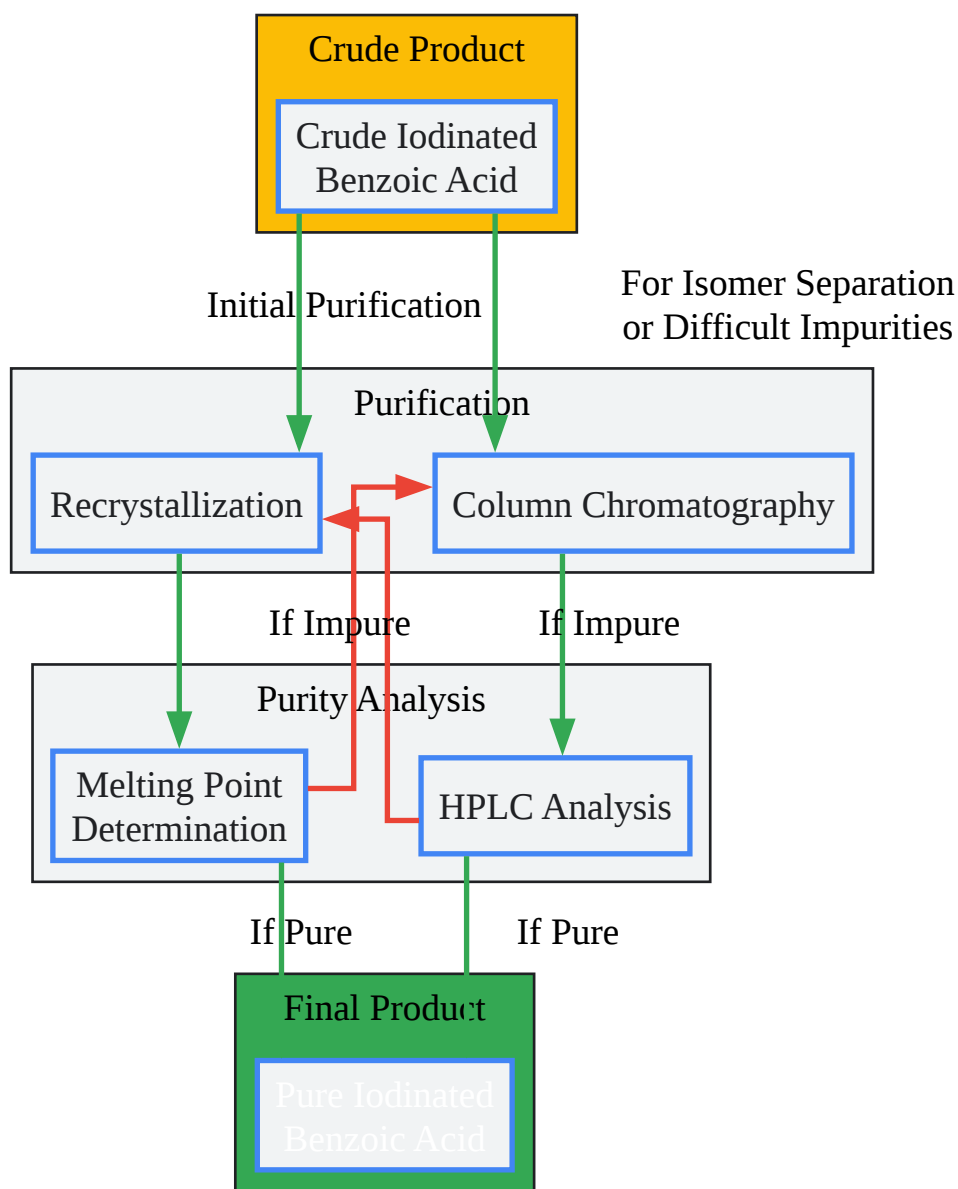 Crude Product
Crude Iodinated
Benzoic Acid
Initial Purification
For Isomer Separation
or Difficult Impurities
Purification
Recrystallization
Column Chromatography
If Impure
If Impure
Purity Analysis
Melting Point
Determination
HPLC Analysis
If Pure
If Pure
Final Product
Pure Iodinated
Benzoic Acid